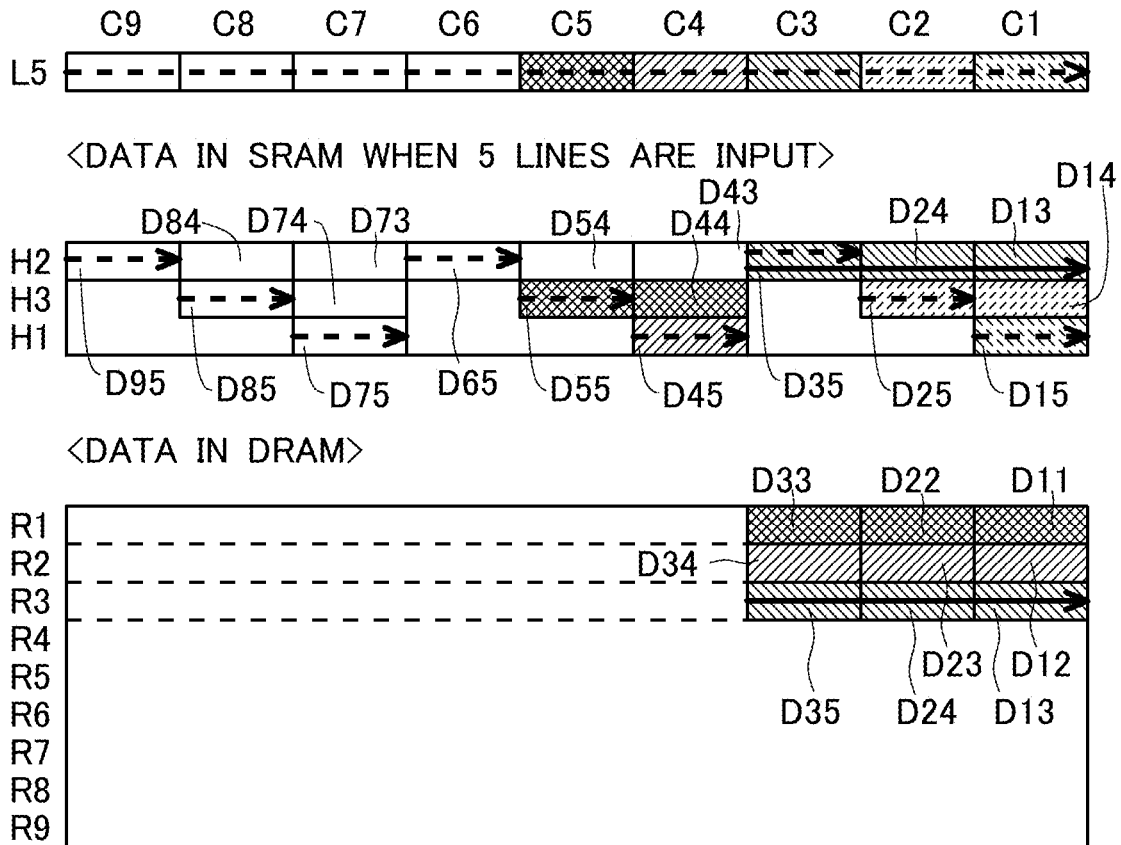 C9 C8 C7 C6 C5 C4 C3 C2 C1
L5
<DATA IN SRAM WHEN 5 LINES ARE INPUT>
D84 D74 D73 D54 D44 D43 D24 D13 D14
H2
H3
H1
D95 D85 D75 D65 D55 D45 D35 D25 D15
<DATA IN DRAM>
D33 D22 D11
R1
R2 D34
R3
R4 D23 D12
R5
R6 D35 D24 D13
R7
R8
R9